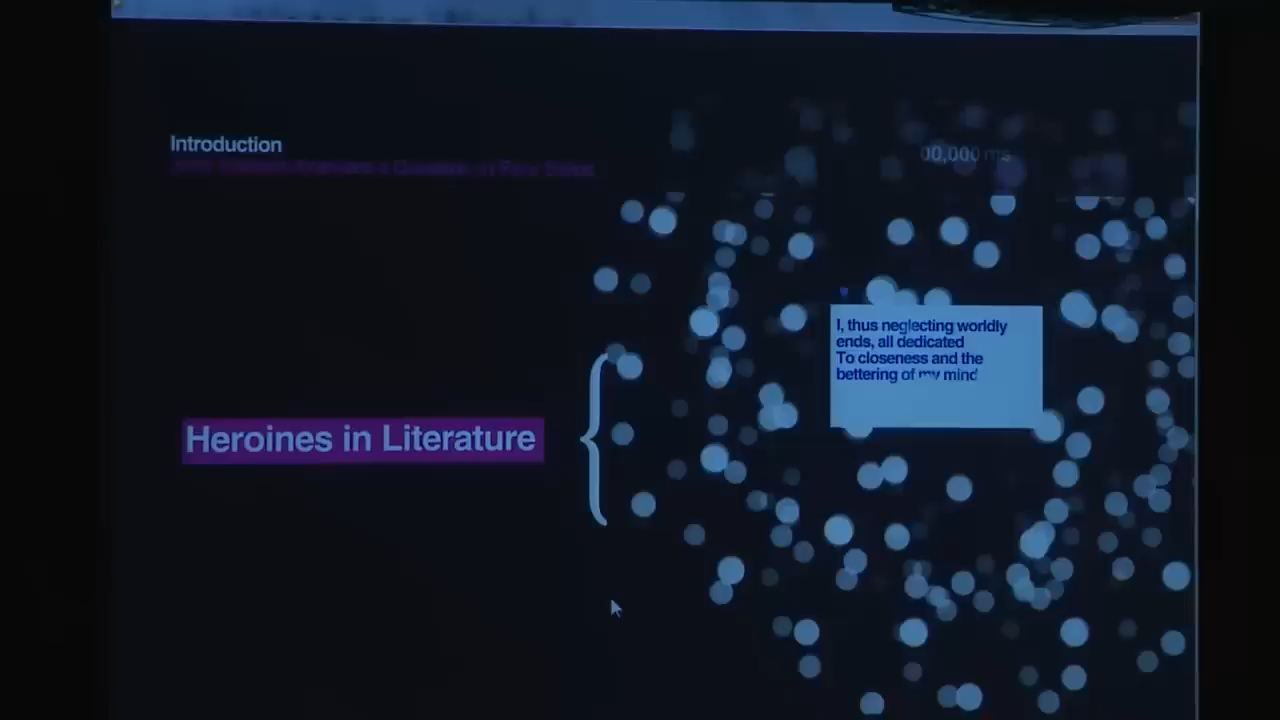 Introduction
00,000 ms
I, thus neglecting worldly
ends, all dedicated
To closeness and the
bettering of my mind
Heroines in Literature